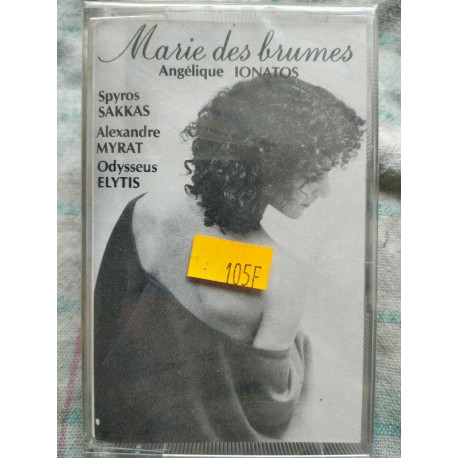 Marie des brumes
Angélique IONATOS
Spyros
SAKKAS
Alexandre
MYRAT
Odysseus
ELYTIS
105F